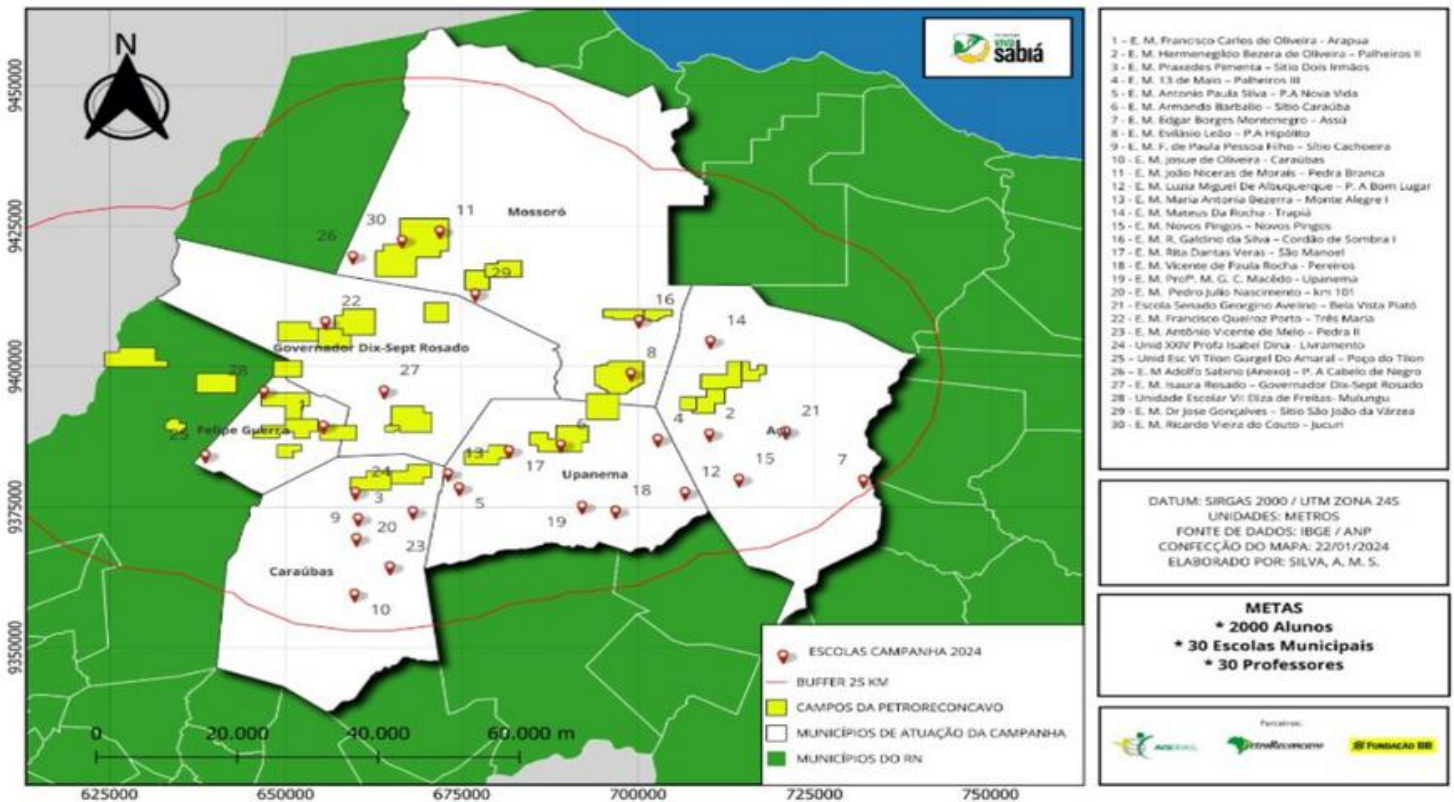 N
VIVA
sabiá
9450000
9425000
9400000
9375000
9350000
625000
650000
675000
700000
725000
750000
30
11
Mossoró
26
29
22
16
14
Governador Dix-Sept Rosado
8
28
27
1
4
2
21
25
Felipe Guerra
6
Açu
13
17
24
Upanema
12
15
7
3
5
18
9
20
19
23
Caraúbas
10
0
20.000
40.000
60.000 m
ESCOLAS CAMPANHA 2024
BUFFER 25 KM
CAMPOS DA PETRORECONCAVO
MUNICÍPIOS DE ATUAÇÃO DA CAMPANHA
MUNICÍPIOS DO RN
1 - E. M. Francisco Carlos de Oliveira - Arapua
2 - E. M. Hermenegildo Bezera de Oliveira - Palheiros II
3 - E. M. Praxedes Pimenta - Sitio Dois Irmãos
4 - E. M. 13 de Maio - Palheiros III
5 - E. M. Antonio Paula Silva - P.A Nova Vida
6 - E. M. Armando Barbalio - Sitio Caraúba
7 - E. M. Edgar Borges Montenegro - Assú
8 - E. M. Evilásio Leão - P.A Hipólito
9 - E. M. F. de Paula Pessoa Filho - Sítio Cachoeira
10 - E. M. Josue de Oliveira - Caraúbas
11 - E. M. João Niceras de Morais - Pedra Branca
12 - E. M. Luzia Miguel De Albuquerque - P. A Bom Lugar
13 - E. M. Maria Antonia Bezerra - Monte Alegre I
14 - E. M. Mateus Da Rocha - Trapiá
15 - E. M. Novos Pingos - Novos Pingos
16 - E. M. R. Galdino da Silva - Cordão de Sombra I
17 - E. M. Rita Dantas Veras - São Manoel
18 - E. M. Vicente de Paula Rocha - Pereiros
19 - E. M. Profª. M. G. C. Macêdo - Upanema
20 - E. M. Pedro Julio Nascimento - km 101
21 - Escola Senado Georgino Avelino - Bela Vista Piató
22 - E. M. Francisco Queiroz Porto - Três Maria
23 - E. M. Antônio Vicente de Melo - Pedra II
24 - Unid XXIV Profa Isabel Dina - Livramento
25 - Unid Esc VI Tilon Gurgel Do Amaral - Poço do Tilon
26 - E. M Adolfo Sabino (Anexo) - P. A Cabelo de Negro
27 - E. M. Isaura Rosado - Governador Dix-Sept Rosado
28 - Unidade Escolar VII Eliza de Freitas- Mulungu
29 - E. M. Dr Jose Gonçalves - Sitio São João da Várzea
30 - E. M. Ricardo Vieira do Couto - Jucuri
DATUM: SIRGAS 2000 / UTM ZONA 24S
UNIDADES: METROS
FONTE DE DADOS: IBGE / ANP
CONFECÇÃO DO MAPA: 22/01/2024
ELABORADO POR: SILVA, A. M. S.
METAS
* 2000 Alunos
* 30 Escolas Municipais
* 30 Professores
Parceiros:
PetroReconcavo
FUNDAÇÃO BB